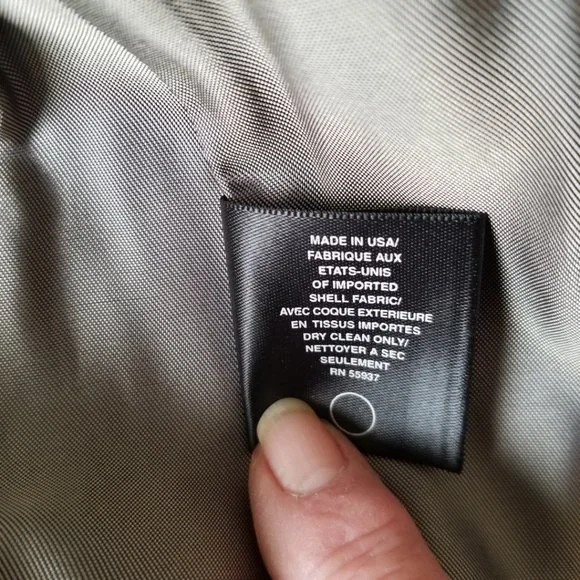 MADE IN USA/
FABRIQUE AUX
ETATS-UNIS
OF IMPORTED
SHELL FABRIC/
AVEC COQUE EXTERIEURE
EN TISSUS IMPORTES
DRY CLEAN ONLY/
NETTOYER A SEC
SEULEMENT
RN 55937